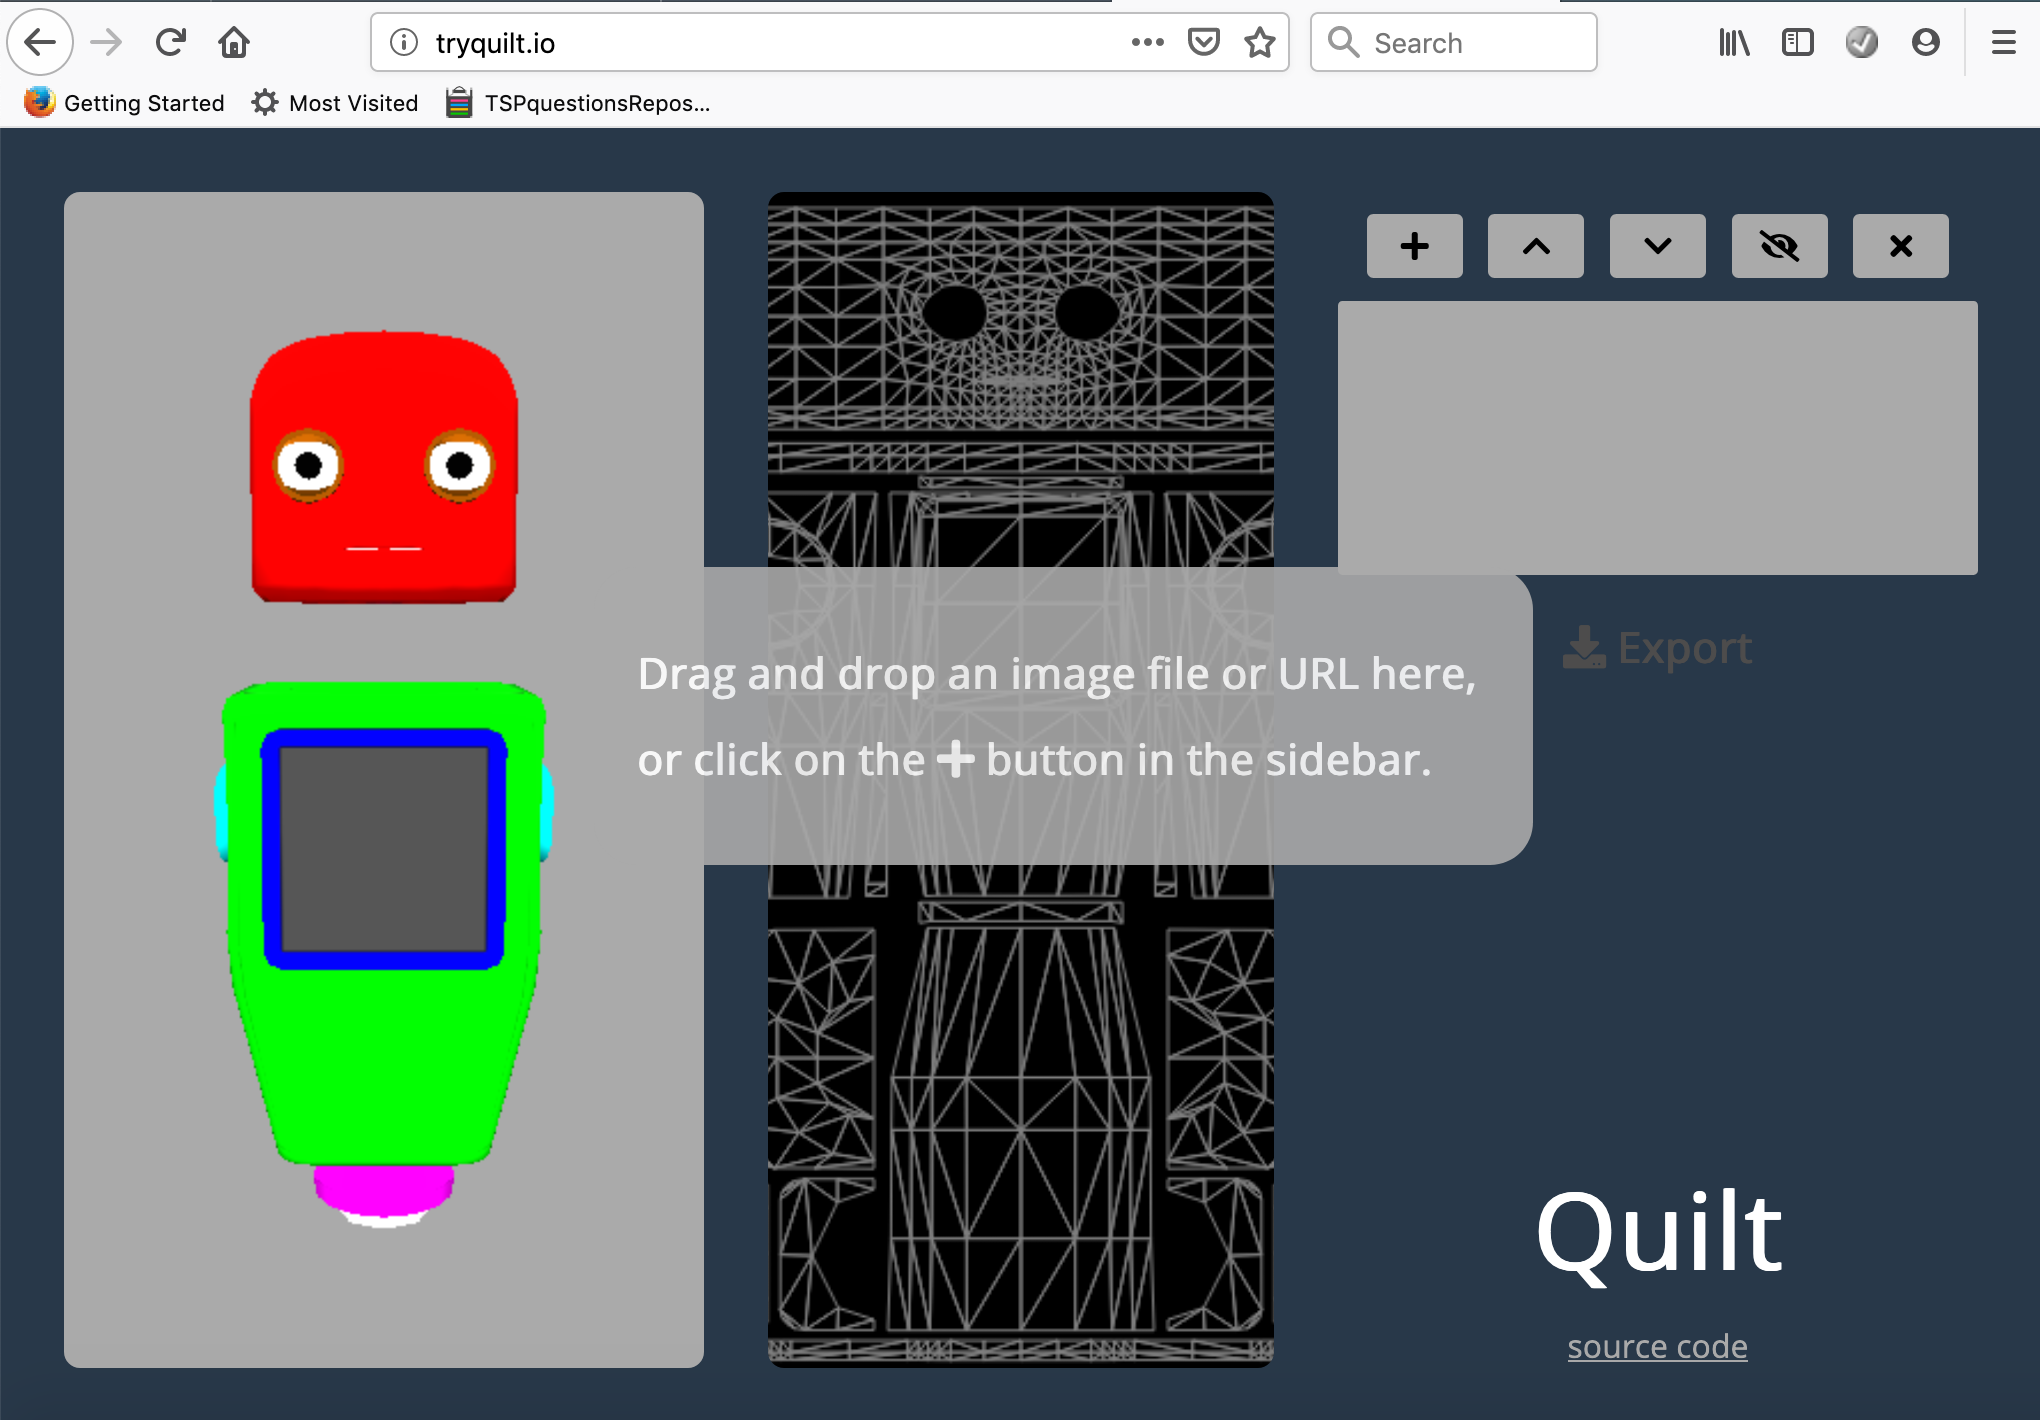 tryquilt.io
Search
Getting Started
Most Visited
TSPquestionsRepos...
Drag and drop an image file or URL here,
or click on the + button in the sidebar.
Export
Quilt
source code